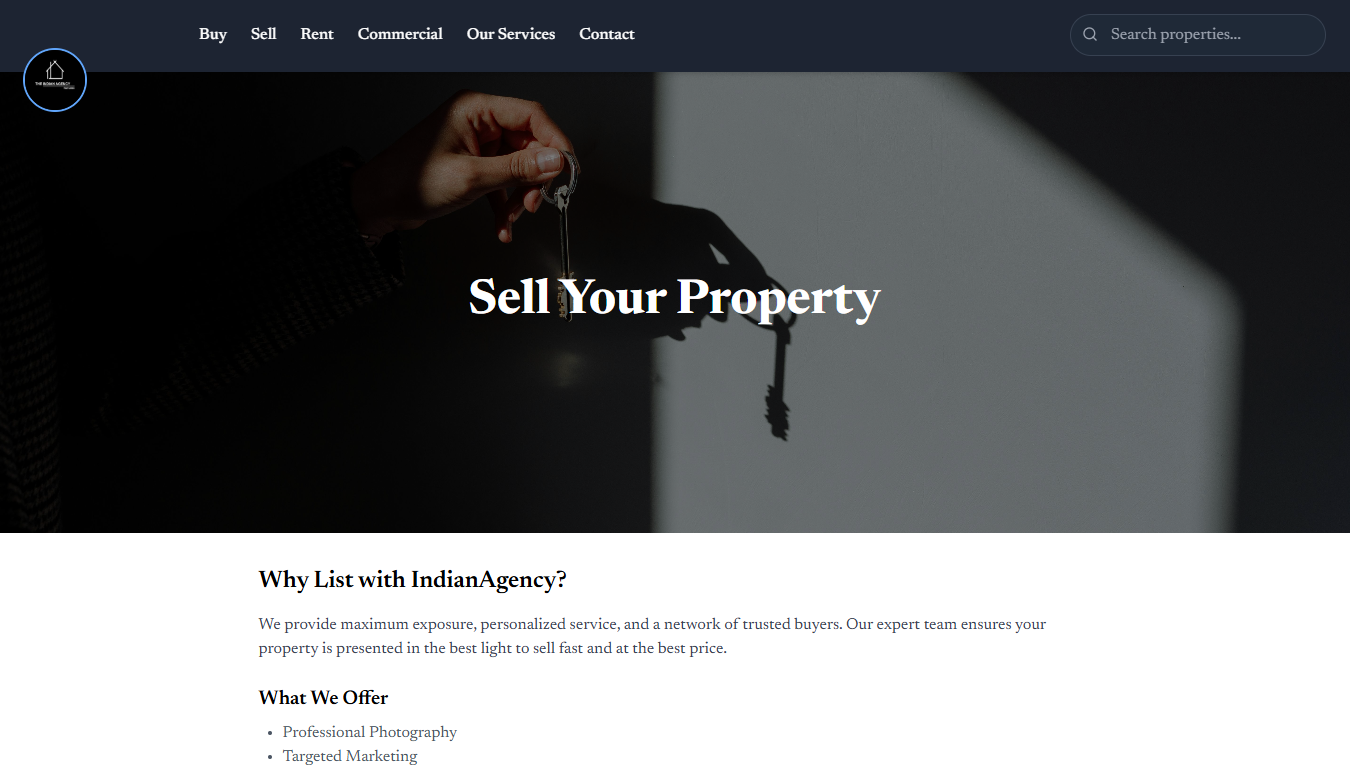 Buy Sell Rent Commercial Our Services Contact
Search properties...
THE INDIAN AGENCY
Sell Your Property
Why List with IndianAgency?
We provide maximum exposure, personalized service, and a network of trusted buyers. Our expert team ensures your
property is presented in the best light to sell fast and at the best price.
What We Offer
• Professional Photography
• Targeted Marketing